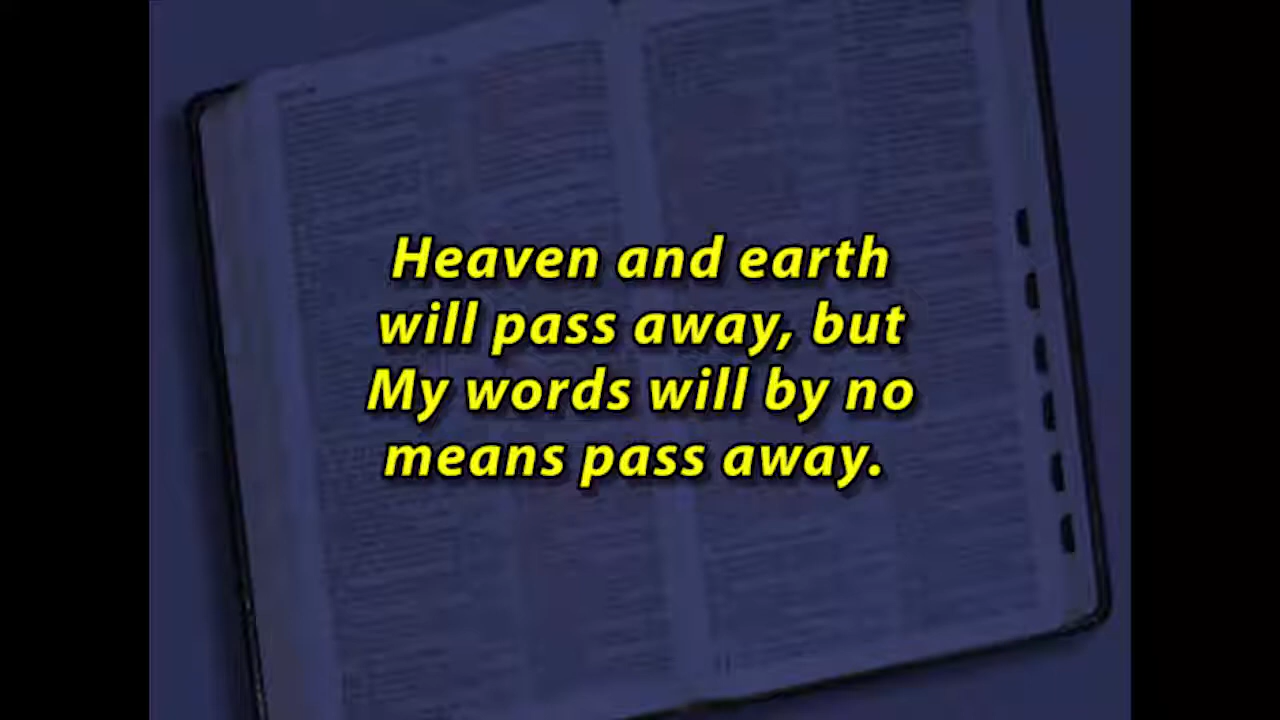 Heaven and earth
will pass away, but
My words will by no
means pass away.